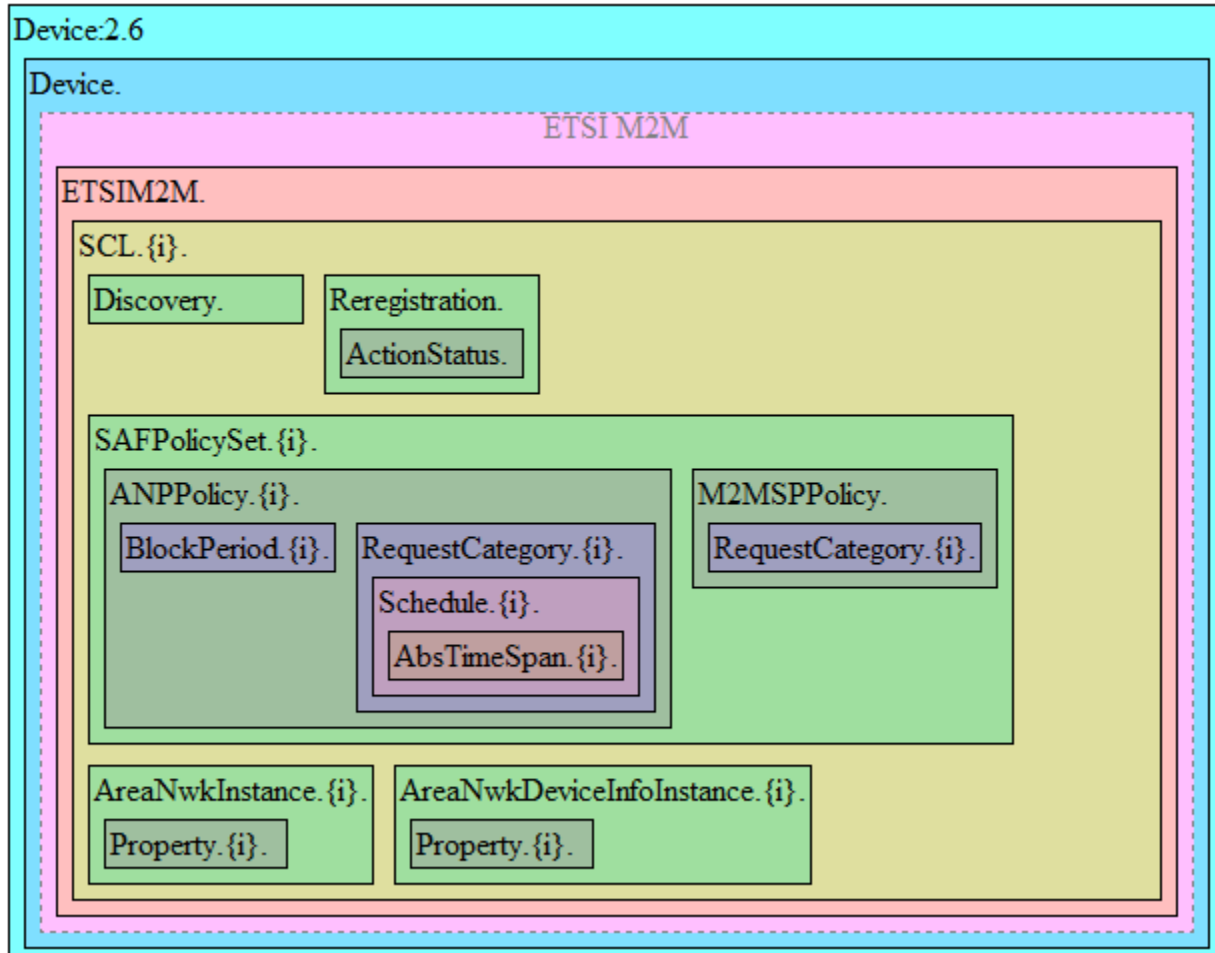 Device:2.6
Device.
ETSI M2M
ETSIM2M.
SCL.{i}.
Discovery.
Reregistration.
ActionStatus.
SAFPolicySet.{i}.
ANPPolicy.{i}.
M2MSPPolicy.
BlockPeriod.{i}.
RequestCategory.{i}.
RequestCategory.{i}.
Schedule.{i}.
AbsTimeSpan.{i}.
AreaNwkInstance.{i}.
AreaNwkDeviceInfoInstance.{i}.
Property.{i}.
Property.{i}.